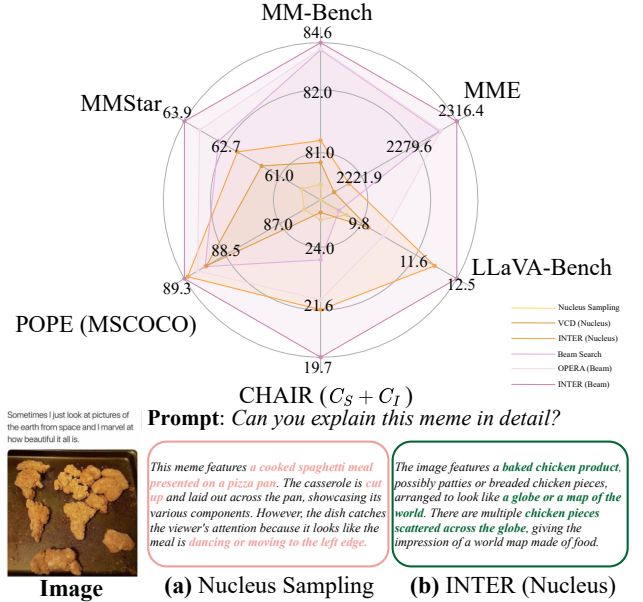 MM-Bench
84.6
MME
2316.4
MMStar
63.9
82.0
2279.6
62.7
81.0
2221.9
61.0
9.8
87.0
24.0
88.5
11.6
LLaVA-Bench
12.5
89.3
21.6
POPE (MSCOCO)
19.7
Nucleus Sampling
VCD (Nucleus)
INTER (Nucleus)
Beam Search
OPERA (Beam)
INTER (Beam)
CHAIR (C_S + C_I)
Sometimes I just look at pictures of
the earth from space and I marvel at
how beautiful it all is.
Image
Prompt: Can you explain this meme in detail?
This meme features a cooked spaghetti meal
presented on a pizza pan. The casserole is cut
up and laid out across the pan, showcasing its
various components. However, the dish catches
the viewer's attention because it looks like the
meal is dancing or moving to the left edge.
(a) Nucleus Sampling
The image features a baked chicken product,
possibly patties or breaded chicken pieces,
arranged to look like a globe or a map of the
world. There are multiple chicken pieces
scattered across the globe, giving the
impression of a world map made of food.
(b) INTER (Nucleus)